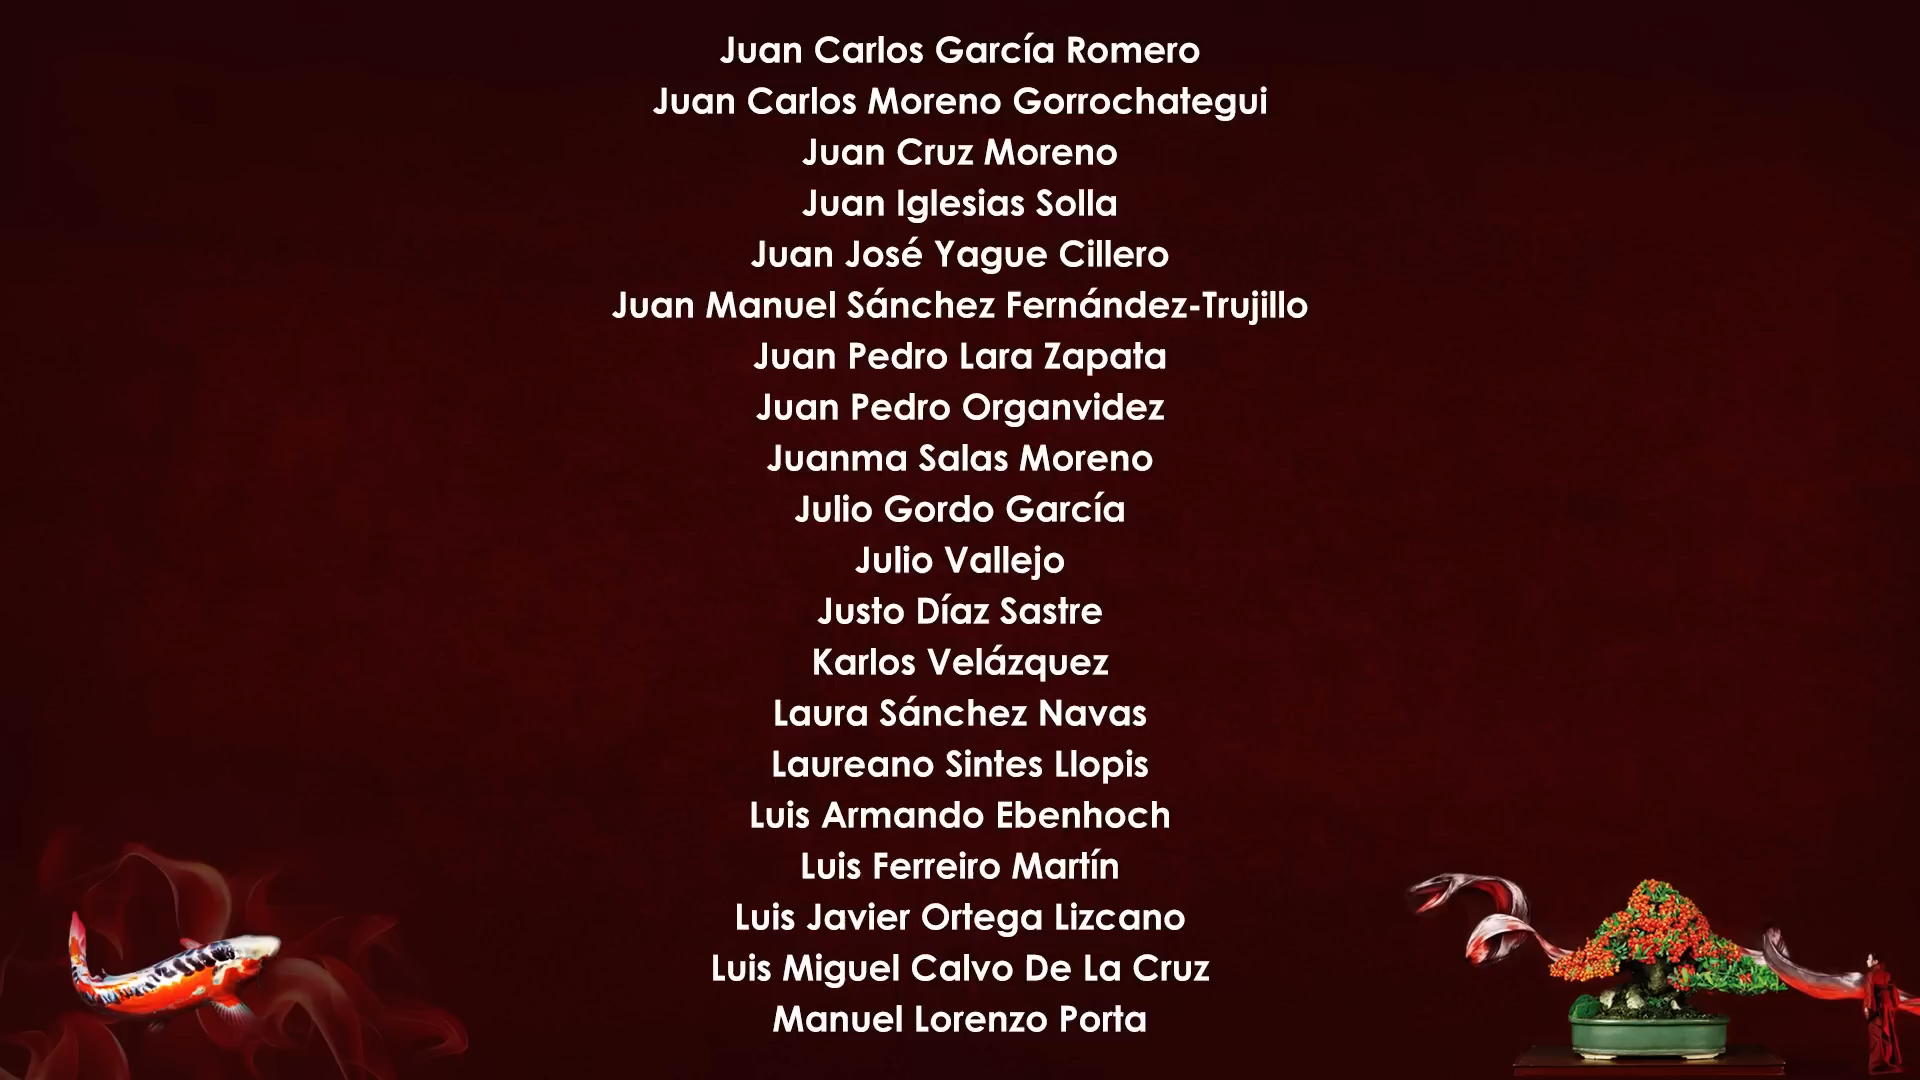 Juan Carlos García Romero
Juan Carlos Moreno Gorrochategui
Juan Cruz Moreno
Juan Iglesias Solla
Juan José Yague Cillero
Juan Manuel Sánchez Fernández-Trujillo
Juan Pedro Lara Zapata
Juan Pedro Organvidez
Juanma Salas Moreno
Julio Gordo García
Julio Vallejo
Justo Díaz Sastre
Karlos Velázquez
Laura Sánchez Navas
Laureano Sintes Llopis
Luis Armando Ebenhoch
Luis Ferreiro Martín
Luis Javier Ortega Lizcano
Luis Miguel Calvo De La Cruz
Manuel Lorenzo Porta